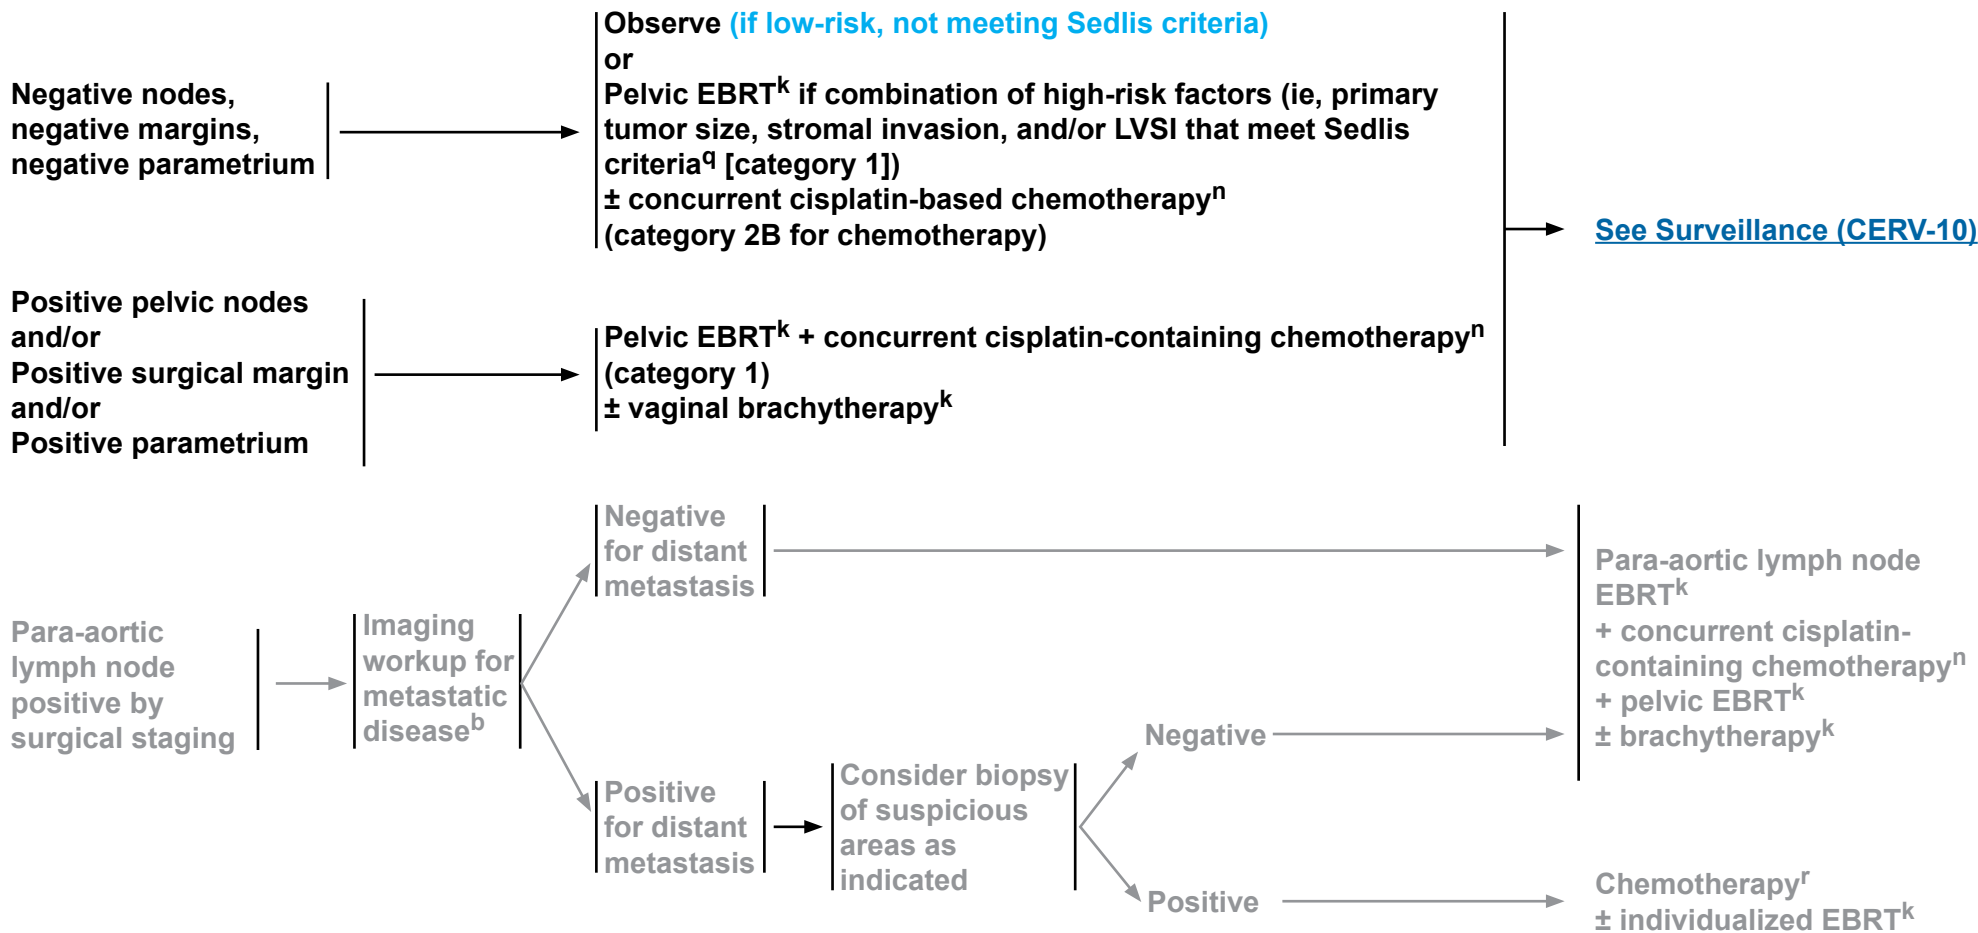 Negative nodes,
negative margins,
negative parametrium
Observe (if low-risk, not meeting Sedlis criteria)
or
Pelvic EBRTᵏ if combination of high-risk factors (ie, primary
tumor size, stromal invasion, and/or LVSI that meet Sedlis
criteria^q [category 1])
± concurrent cisplatin-based chemotherapyⁿ
(category 2B for chemotherapy)
Positive pelvic nodes
and/or
Positive surgical margin
and/or
Positive parametrium
Pelvic EBRTᵏ + concurrent cisplatin-containing chemotherapyⁿ
(category 1)
± vaginal brachytherapyᵏ
See Surveillance (CERV-10)
Para-aortic
lymph node
positive by
surgical staging
Imaging
workup for
metastatic
diseaseᵇ
Negative
for distant
metastasis
Positive
for distant
metastasis
Consider biopsy
of suspicious
areas as
indicated
Negative
Positive
Para-aortic lymph node
EBRTᵏ
+ concurrent cisplatin-
containing chemotherapyⁿ
+ pelvic EBRTᵏ
± brachytherapyᵏ
Chemotherapyʳ
± individualized EBRTᵏ